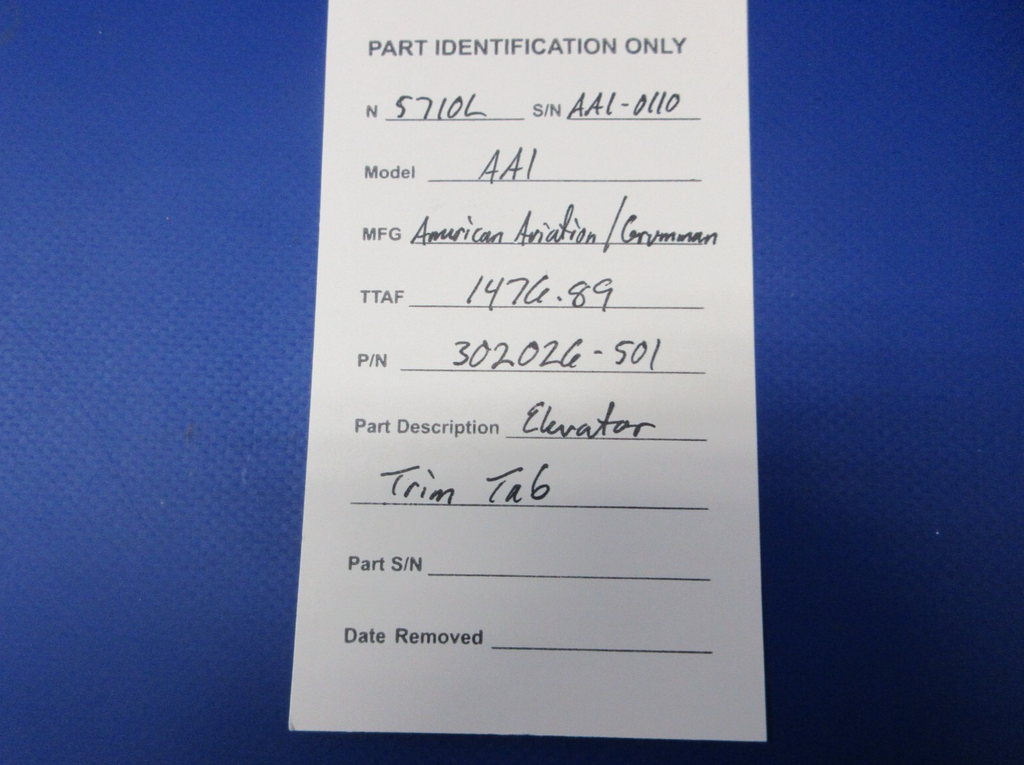 PART IDENTIFICATION ONLY
N 5710L S/N AA1-0110
Model AA1
MFG American Aviation/Grumman
TTAF 1476.89
P/N 302026-501
Part Description Elevator
Trim Tab
Part S/N
Date Removed